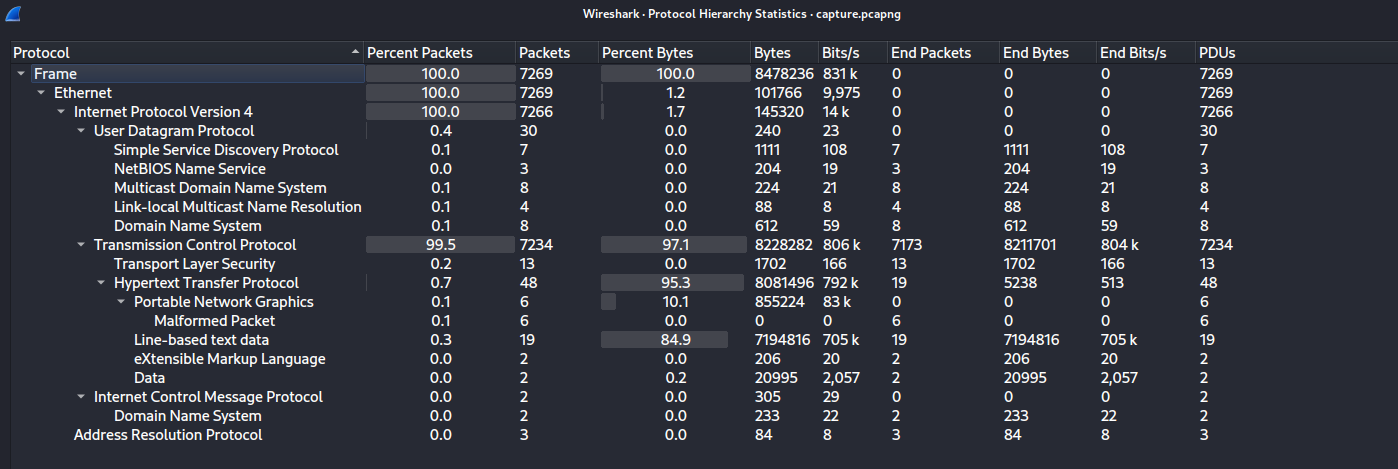 Wireshark · Protocol Hierarchy Statistics · capture.pcapng
Protocol Percent Packets Packets Percent Bytes Bytes Bits/s End Packets End Bytes End Bits/s PDUs
Frame 100.0 7269 100.0 8478236 831 k 0 0 0 7269
Ethernet 100.0 7269 1.2 101766 9,975 0 0 0 7269
Internet Protocol Version 4 100.0 7266 1.7 145320 14 k 0 0 0 7266
User Datagram Protocol 0.4 30 0.0 240 23 0 0 0 30
Simple Service Discovery Protocol 0.1 7 0.0 1111 108 7 1111 108 7
NetBIOS Name Service 0.0 3 0.0 204 19 3 204 19 3
Multicast Domain Name System 0.1 8 0.0 224 21 8 224 21 8
Link-local Multicast Name Resolution 0.1 4 0.0 88 8 4 88 8 4
Domain Name System 0.1 8 0.0 612 59 8 612 59 8
Transmission Control Protocol 99.5 7234 97.1 8228282 806 k 7173 8211701 804 k 7234
Transport Layer Security 0.2 13 0.0 1702 166 13 1702 166 13
Hypertext Transfer Protocol 0.7 48 95.3 8081496 792 k 19 5238 513 48
Portable Network Graphics 0.1 6 10.1 855224 83 k 0 0 0 6
Malformed Packet 0.1 6 0.0 0 0 6 0 0 6
Line-based text data 0.3 19 84.9 7194816 705 k 19 7194816 705 k 19
eXtensible Markup Language 0.0 2 0.0 206 20 2 206 20 2
Data 0.0 2 0.2 20995 2,057 2 20995 2,057 2
Internet Control Message Protocol 0.0 2 0.0 305 29 0 0 0 2
Domain Name System 0.0 2 0.0 233 22 2 233 22 2
Address Resolution Protocol 0.0 3 0.0 84 8 3 84 8 3